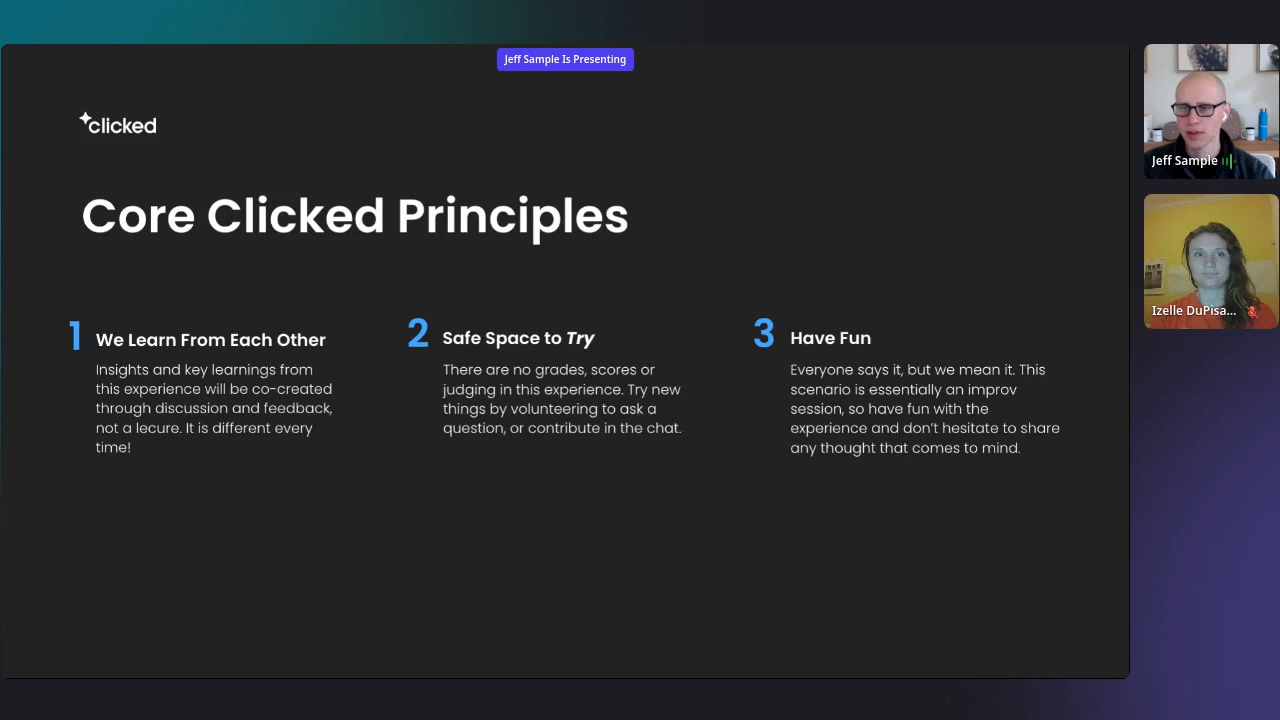 Jeff Sample Is Presenting
clicked
Core Clicked Principles
1
We Learn From Each Other
Insights and key learnings from
this experience will be co-created
through discussion and feedback,
not a lecure. It is different every
time!
2
Safe Space to Try
There are no grades, scores or
judging in this experience. Try new
things by volunteering to ask a
question, or contribute in the chat.
3
Have Fun
Everyone says it, but we mean it. This
scenario is essentially an improv
session, so have fun with the
experience and don't hesitate to share
any thought that comes to mind.
Jeff Sample
Izelle DuPisa...